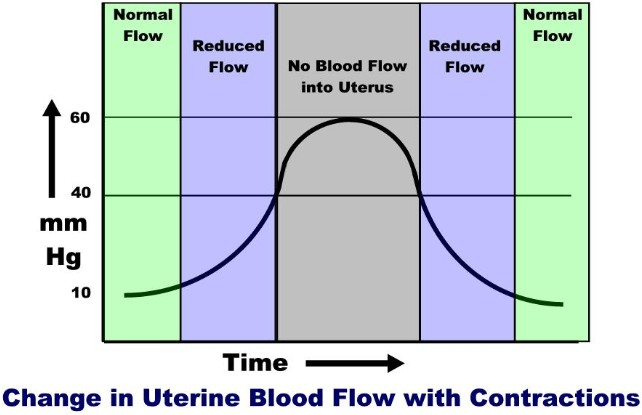 Normal
Flow
Reduced
Flow
No Blood Flow
into Uterus
Reduced
Flow
Normal
Flow
60
40
mm
Hg
10
Time
Change in Uterine Blood Flow with Contractions